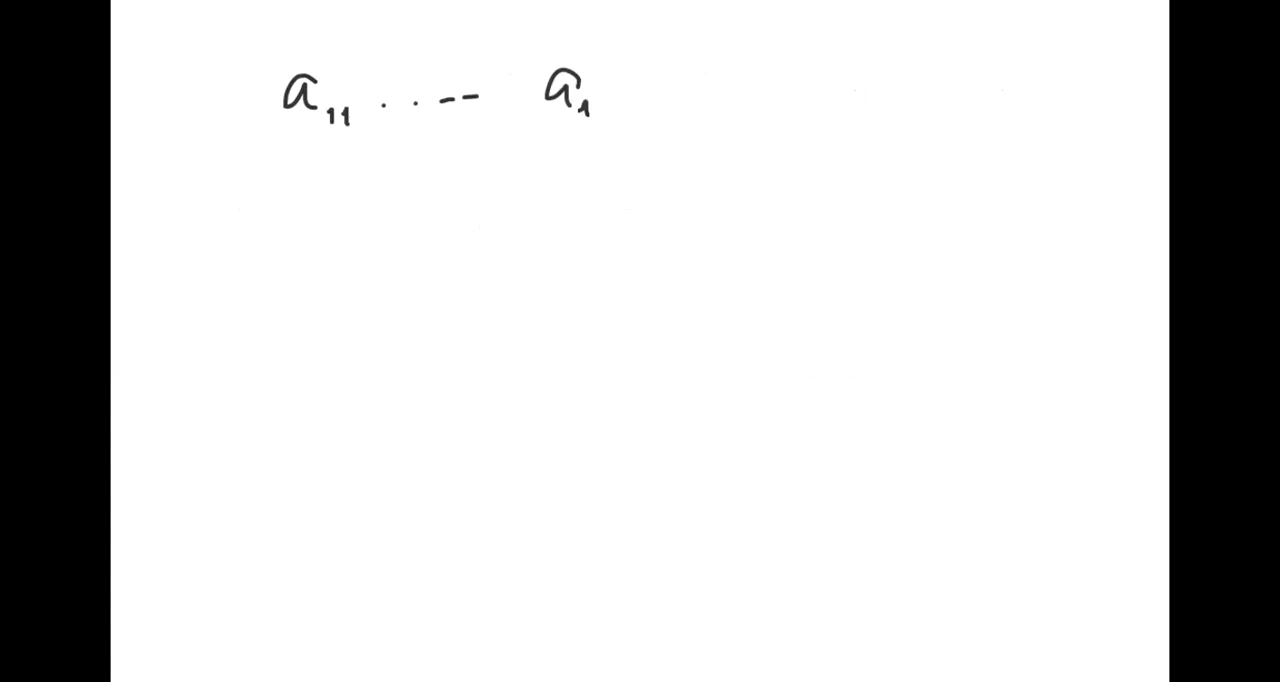 a₁₁ . . -- a₁